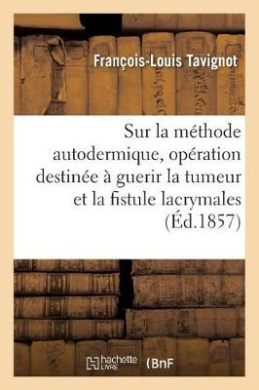 François-Louis Tavignot
Sur la méthode autodermique, opération destinée à guerir la tumeur et la fistule lacrymales (Éd.1857)
hachette
LIVRE
{BnF